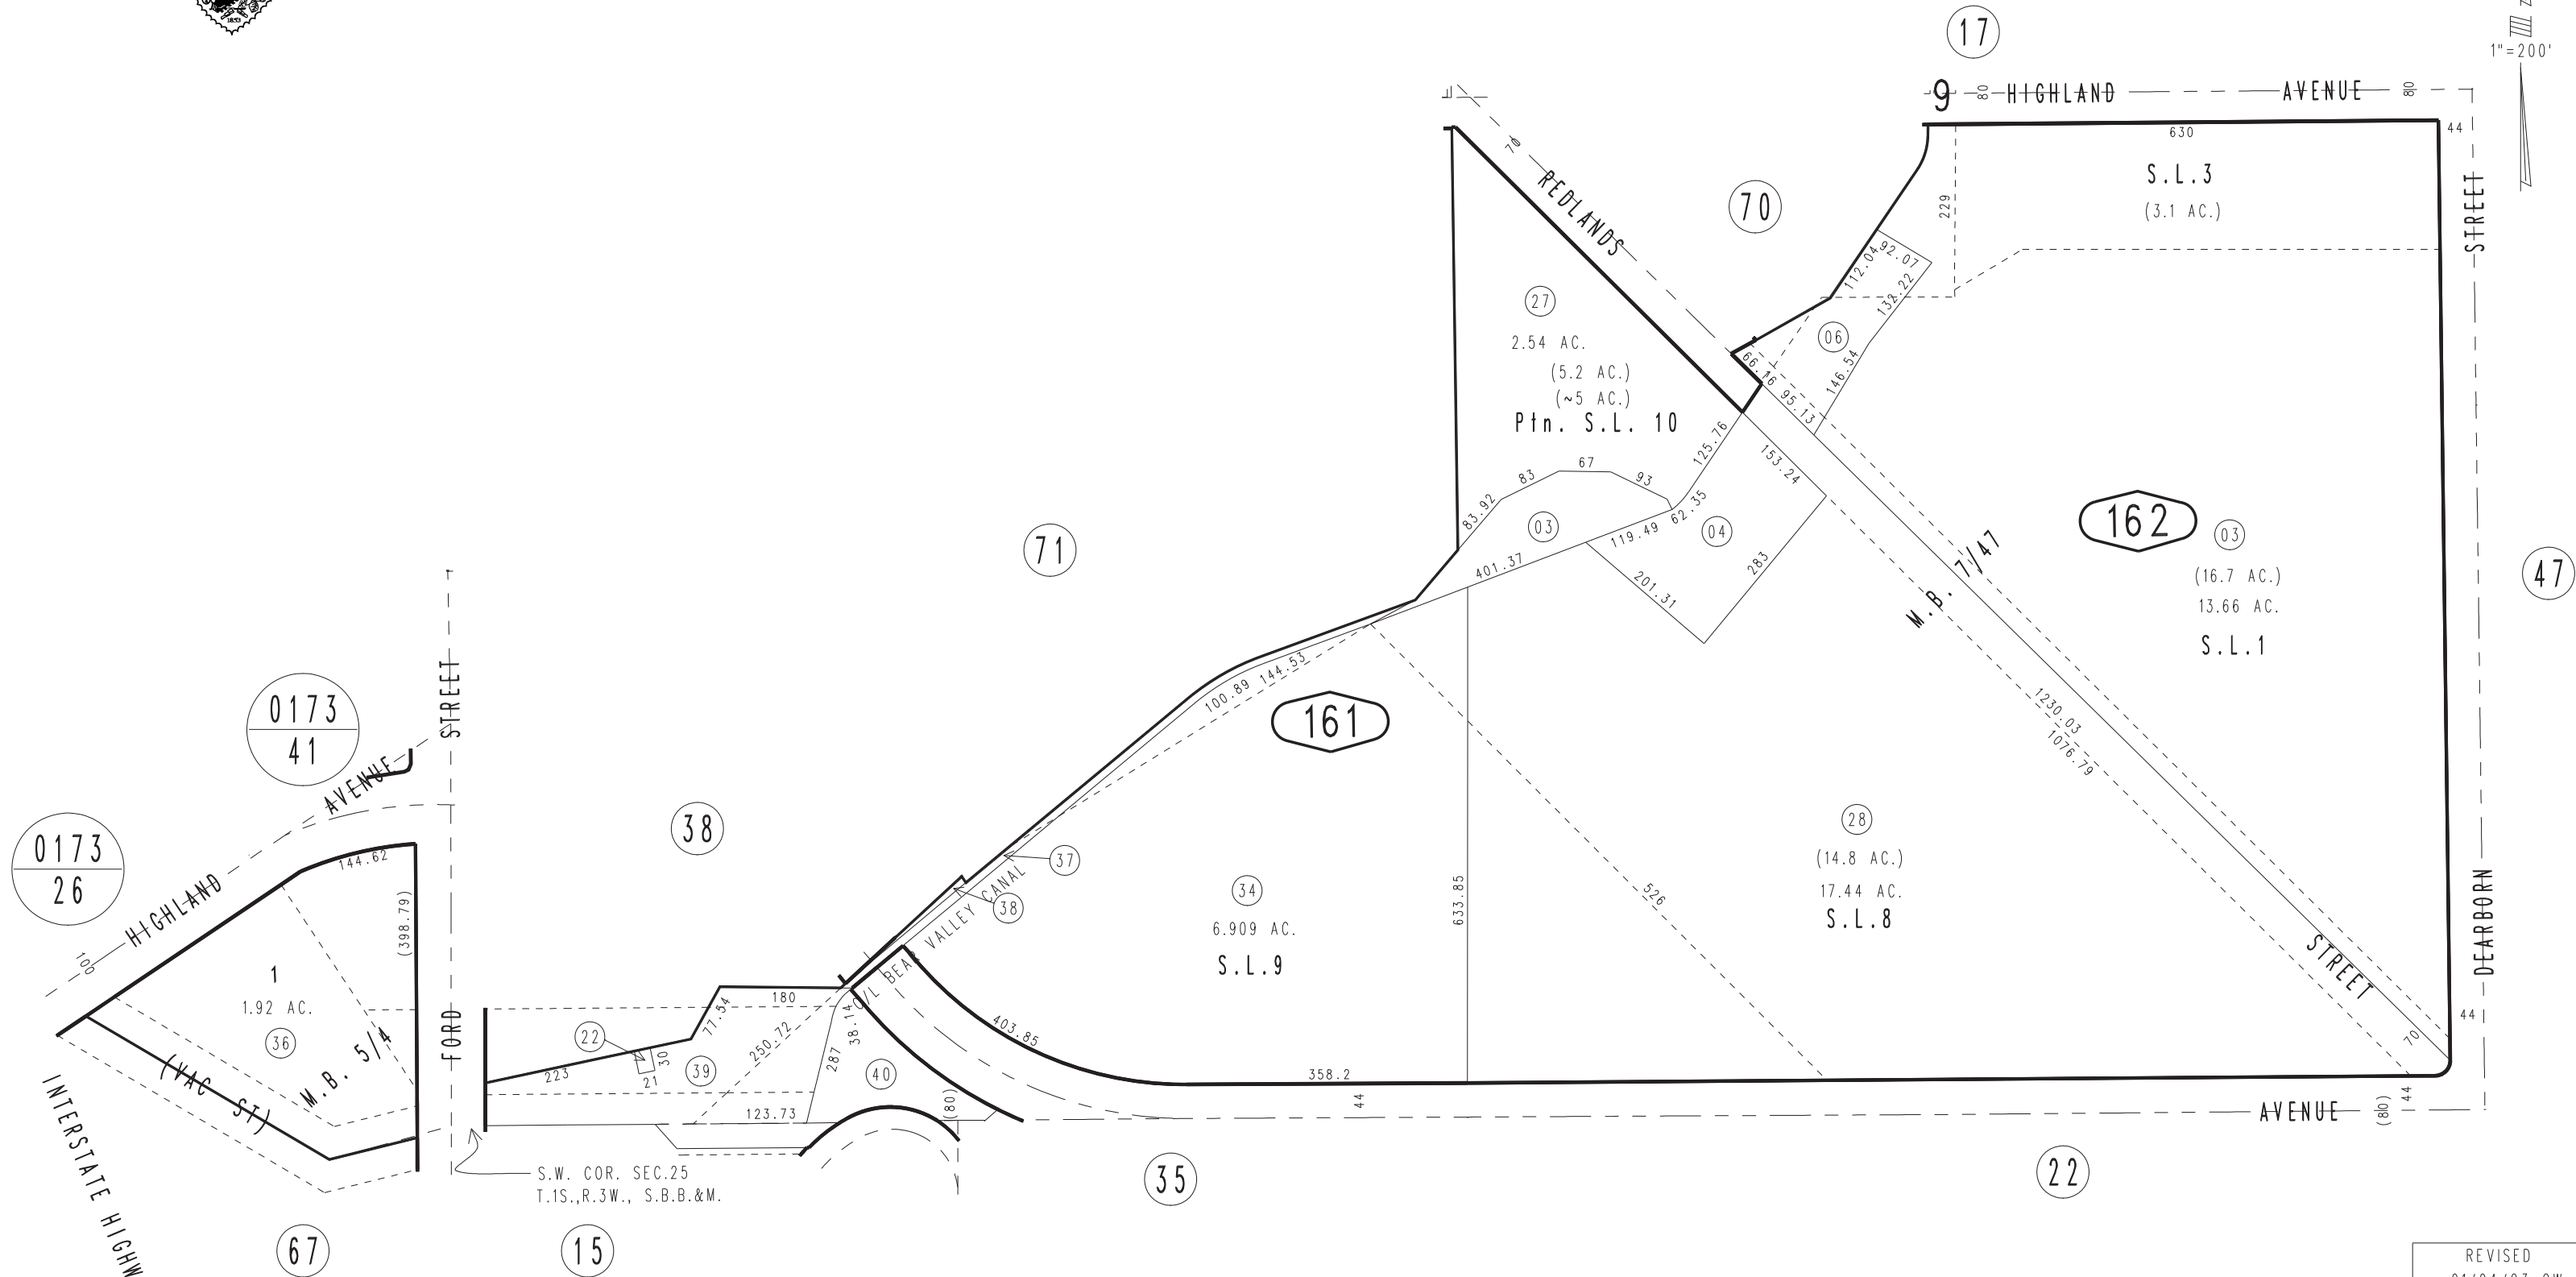 1853
17
1"=200'
9
80
HIGHLAND AVENUE
80
44
630
S.L.3
(3.1 AC.)
229
STREET
70
REDLANDS
70
112.04
92.07
132.22
06
146.54
66.16
95.13
27
2.54 AC.
(5.2 AC.)
(~5 AC.)
Ptn. S.L. 10
125.76
153.24
67
83
93
83.92
62.35
03
119.49
04
401.37
201.31
283
162
03
(16.7 AC.)
13.66 AC.
S.L.1
M.B. 7/47
47
71
144.53
100.89
161
1230.03
1076.79
0173
41
STREET
AVENUE
38
0173
26
144.62
HIGHLAND
100
(398.79)
1
1.92 AC.
36
M.B. 5/4
(VAC ST)
FORD
INTERSTATE HIGHW
37
38
C/L BEAR VALLEY CANAL
34
6.909 AC.
S.L.9
633.85
526
28
(14.8 AC.)
17.44 AC.
S.L.8
STREET
DEARBORN
44
70
180
77.54
250.72
38.14
287
22
30
21
39
223
40
123.73
(80)
403.85
358.2
44
AVENUE
(80)
44
S.W. COR. SEC.25
T.1S.,R.3W., S.B.B.&M.
35
22
67
15
REVISED